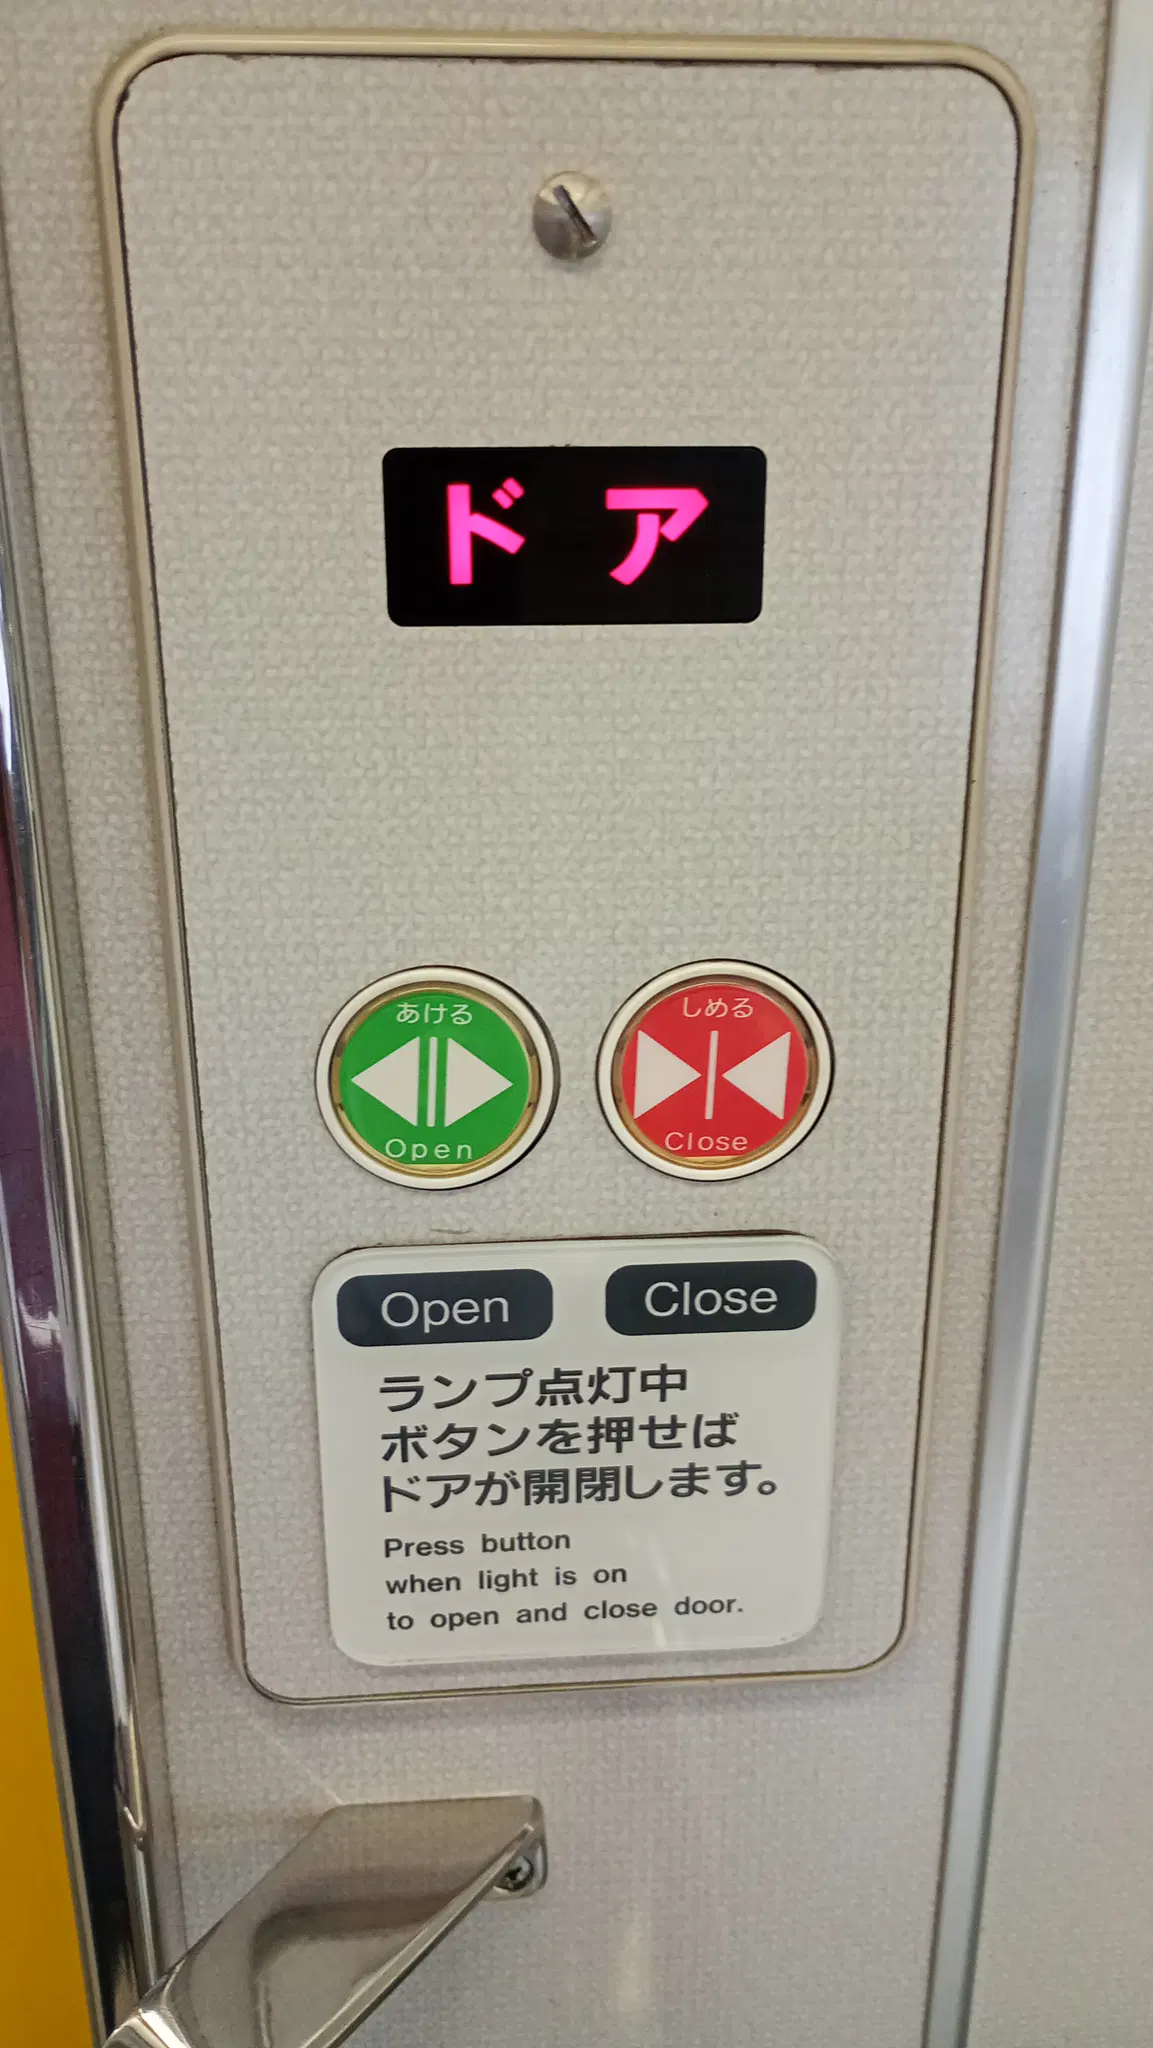 ドア
あける
Open
しめる
Close
Open
Close
ランプ点灯中
ボタンを押せば
ドアが開閉します。
Press button
when light is on
to open and close door.